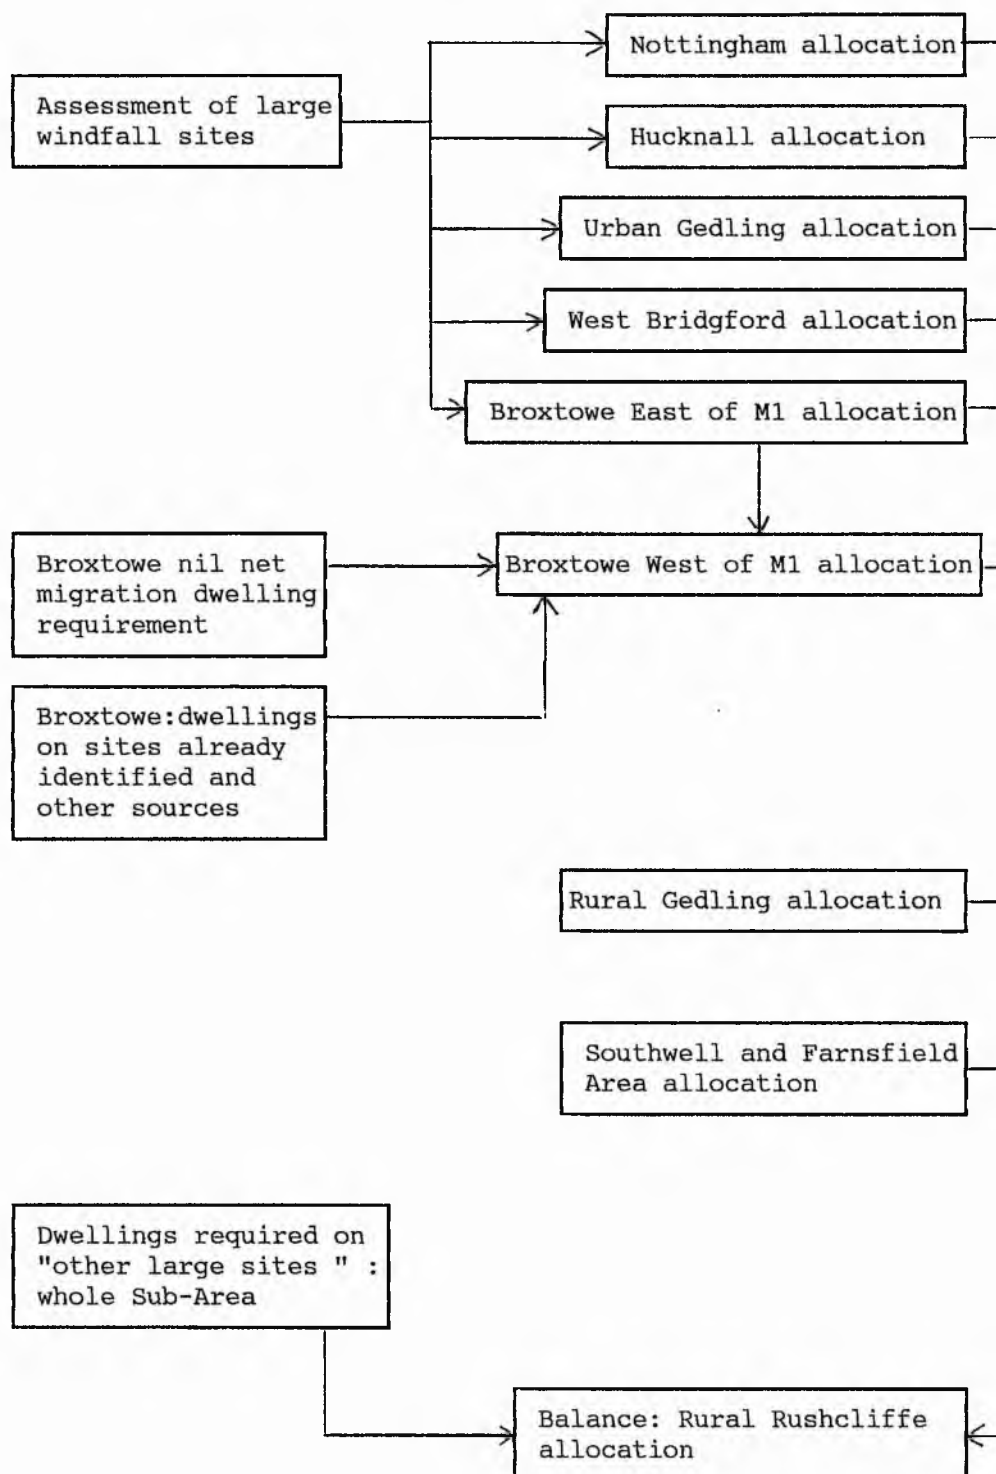 Nottingham allocation
Assessment of large
windfall sites
Hucknall allocation
Urban Gedling allocation
West Bridgford allocation
Broxtowe East of M1 allocation
Broxtowe nil net
migration dwelling
requirement
Broxtowe West of M1 allocation
Broxtowe:dwellings
on sites already
identified and
other sources
Rural Gedling allocation
Southwell and Farnsfield
Area allocation
Dwellings required on
"other large sites " :
whole Sub-Area
Balance: Rural Rushcliffe
allocation